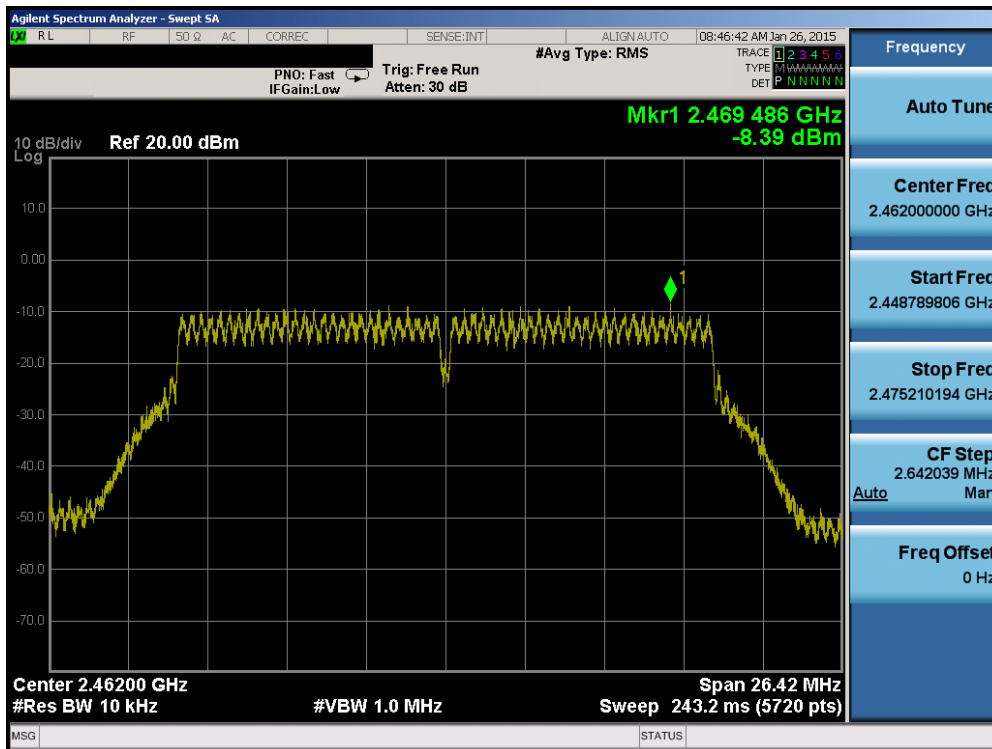 Agilent Spectrum Analyzer - Swept SA
LXI RL RF 50 Ω AC CORREC SENSE:INT ALIGN AUTO 08:46:42 AM Jan 26, 2015
#Avg Type: RMS
TRACE 1 2 3 4 5 6
TYPE M W W W W W
DET P N N N N N
PNO: Fast
IFGain:Low
Trig: Free Run
Atten: 30 dB
Mkr1 2.469 486 GHz
-8.39 dBm
10 dB/div
Log
Ref 20.00 dBm
10.0
0.00
-10.0
-20.0
-30.0
-40.0
-50.0
-60.0
-70.0
1
Center 2.46200 GHz
Span 26.42 MHz
#Res BW 10 kHz
#VBW 1.0 MHz
Sweep 243.2 ms (5720 pts)
MSG
STATUS
Frequency
Auto Tune
Center Freq
2.462000000 GHz
Start Freq
2.448789806 GHz
Stop Freq
2.475210194 GHz
CF Step
2.642039 MHz
Auto Man
Freq Offset
0 Hz